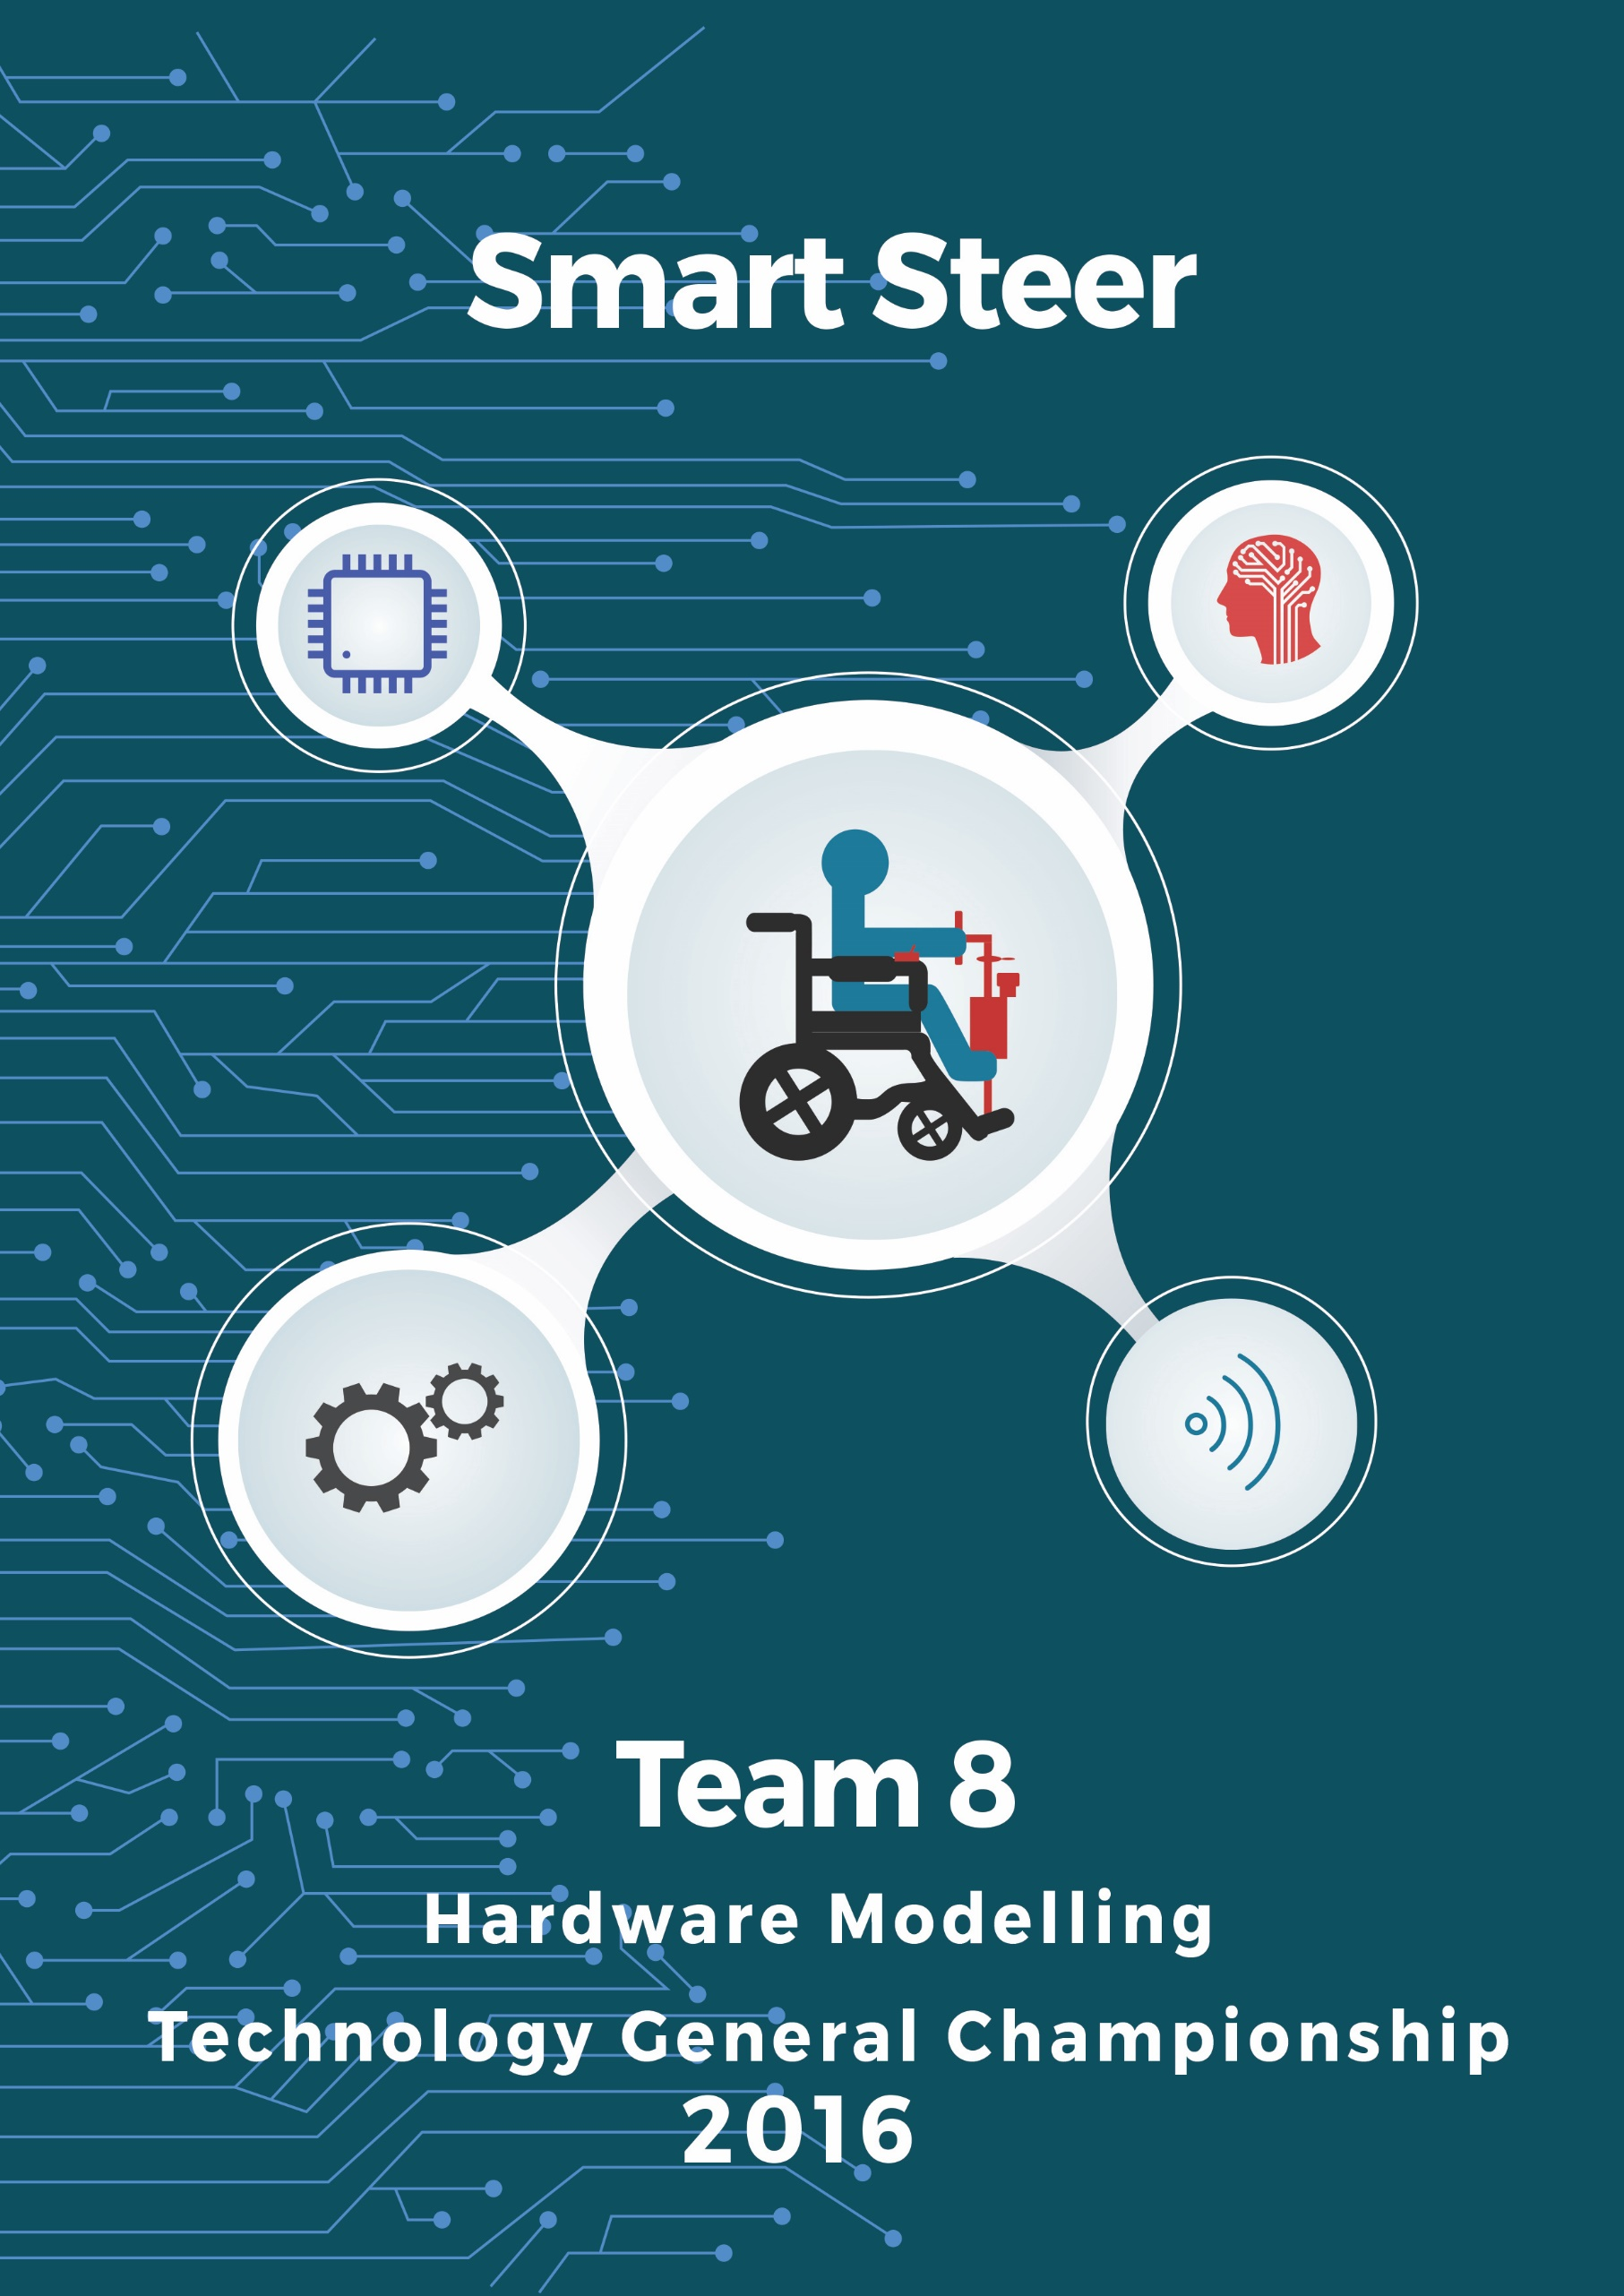 Smart Steer
Team 8
Hardware Modelling
Technology General Championship
2016